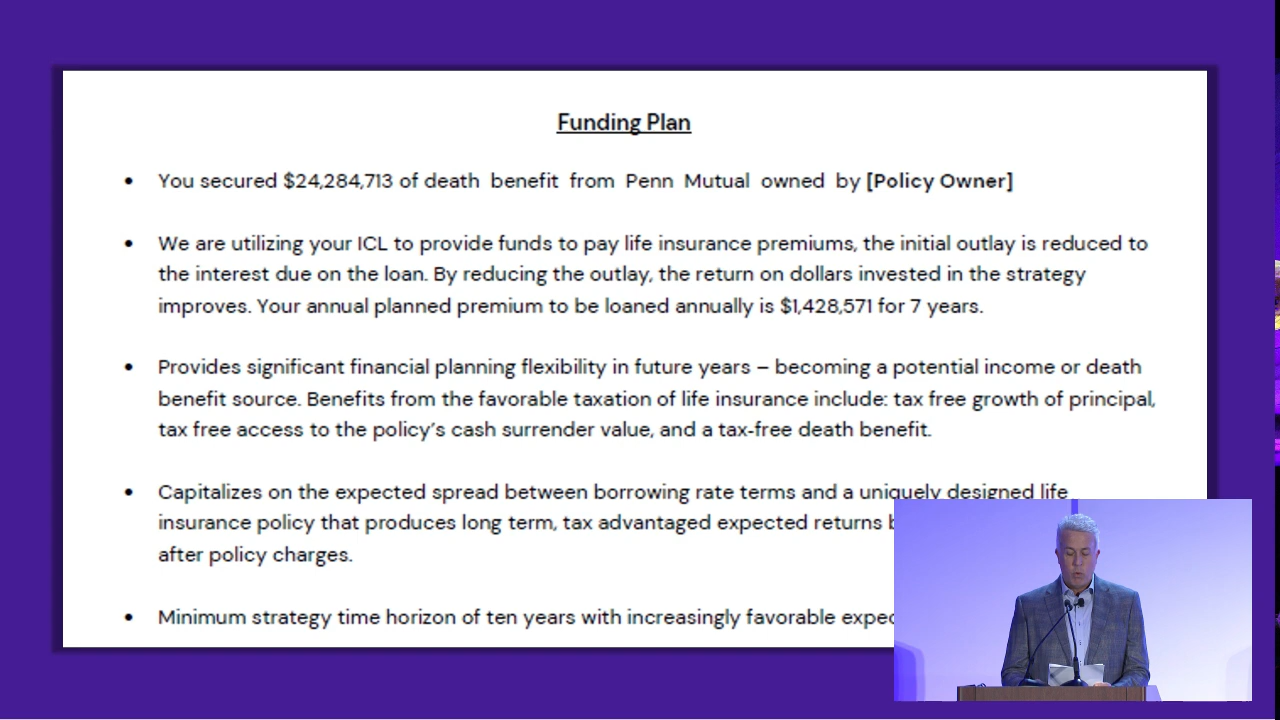 Funding Plan
• You secured $24,284,713 of death benefit from Penn Mutual owned by [Policy Owner]
• We are utilizing your ICL to provide funds to pay life insurance premiums, the initial outlay is reduced to
the interest due on the loan. By reducing the outlay, the return on dollars invested in the strategy
improves. Your annual planned premium to be loaned annually is $1,428,571 for 7 years.
• Provides significant financial planning flexibility in future years – becoming a potential income or death
benefit source. Benefits from the favorable taxation of life insurance include: tax free growth of principal,
tax free access to the policy's cash surrender value, and a tax-free death benefit.
• Capitalizes on the expected spread between borrowing rate terms and a uniquely designed life
insurance policy that produces long term, tax advantaged expected returns
after policy charges.
• Minimum strategy time horizon of ten years with increasingly favorable